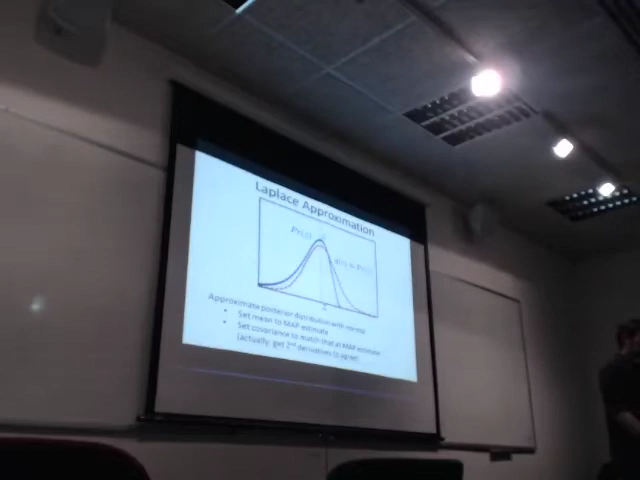 Laplace Approximation
Approximate posterior distribution with normal
• Set mean to MAP estimate
• Set covariance to match that at MAP estimate
(actually: get 2nd derivatives to agree)